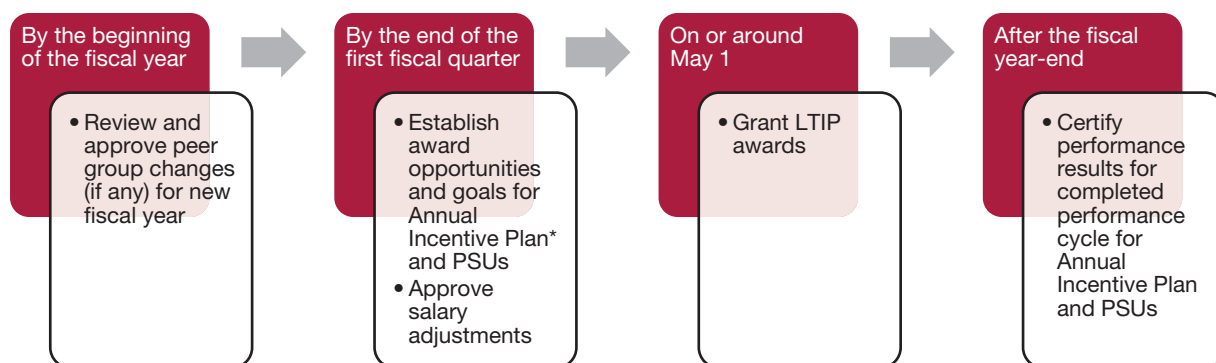 By the beginning
of the fiscal year
• Review and
approve peer
group changes
(if any) for new
fiscal year
By the end of the
first fiscal quarter
• Establish
award
opportunities
and goals for
Annual
Incentive Plan*
and PSUs
• Approve
salary
adjustments
On or around
May 1
• Grant LTIP
awards
After the fiscal
year-end
• Certify
performance
results for
completed
performance
cycle for
Annual
Incentive Plan
and PSUs